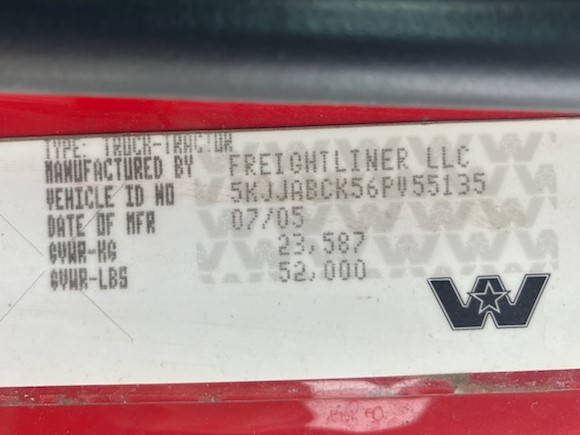 TYPE: TRUCK-TRACTOR
MANUFACTURED BY FREIGHTLINER LLC
VEHICLE ID NO 5KJJABCK56PV55135
DATE OF MFR 07/05
GVWR-KG 23,587
GVWR-LBS 52,000